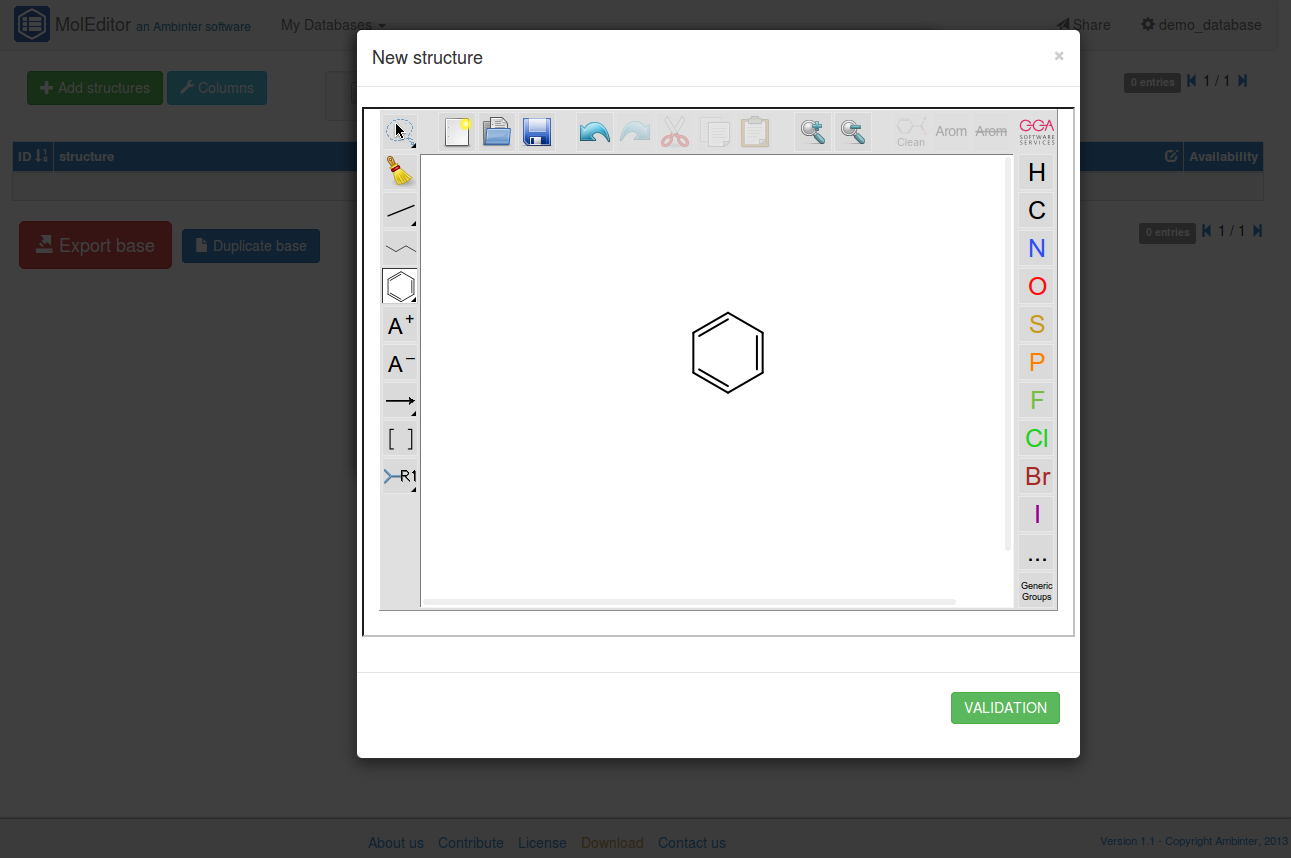 MolEditor an Ambinter software My Databases Share demo_database
New structure ×
Add structures Columns 0 entries 1 / 1
Clean Arom Arom GGA SOFTWARE SERVICES
ID structure Availability
H
C
N
Export base Duplicate base 0 entries 1 / 1
O
A+ S
A− P
F
[ ] Cl
R1 Br
I
...
Generic
Groups
VALIDATION
About us Contribute License Download Contact us Version 1.1 - Copyright Ambinter, 2013